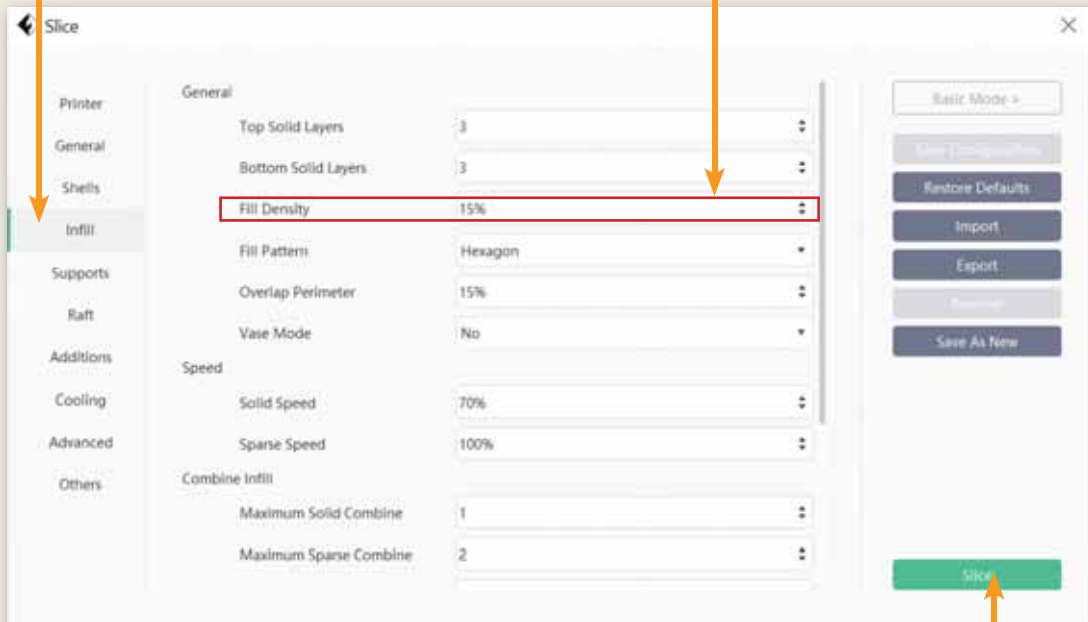 Slice
Printer
General
Shells
Infill
Supports
Raft
Additions
Cooling
Advanced
Others
General
Top Solid Layers 3
Bottom Solid Layers 3
Fill Density 15%
Fill Pattern Hexagon
Overlap Perimeter 15%
Vase Mode No
Speed
Solid Speed 70%
Sparse Speed 100%
Combine Infill
Maximum Solid Combine 1
Maximum Sparse Combine 2
Basic Mode >
Save Configuration
Restore Defaults
Import
Export
Remove
Save As New
Slice